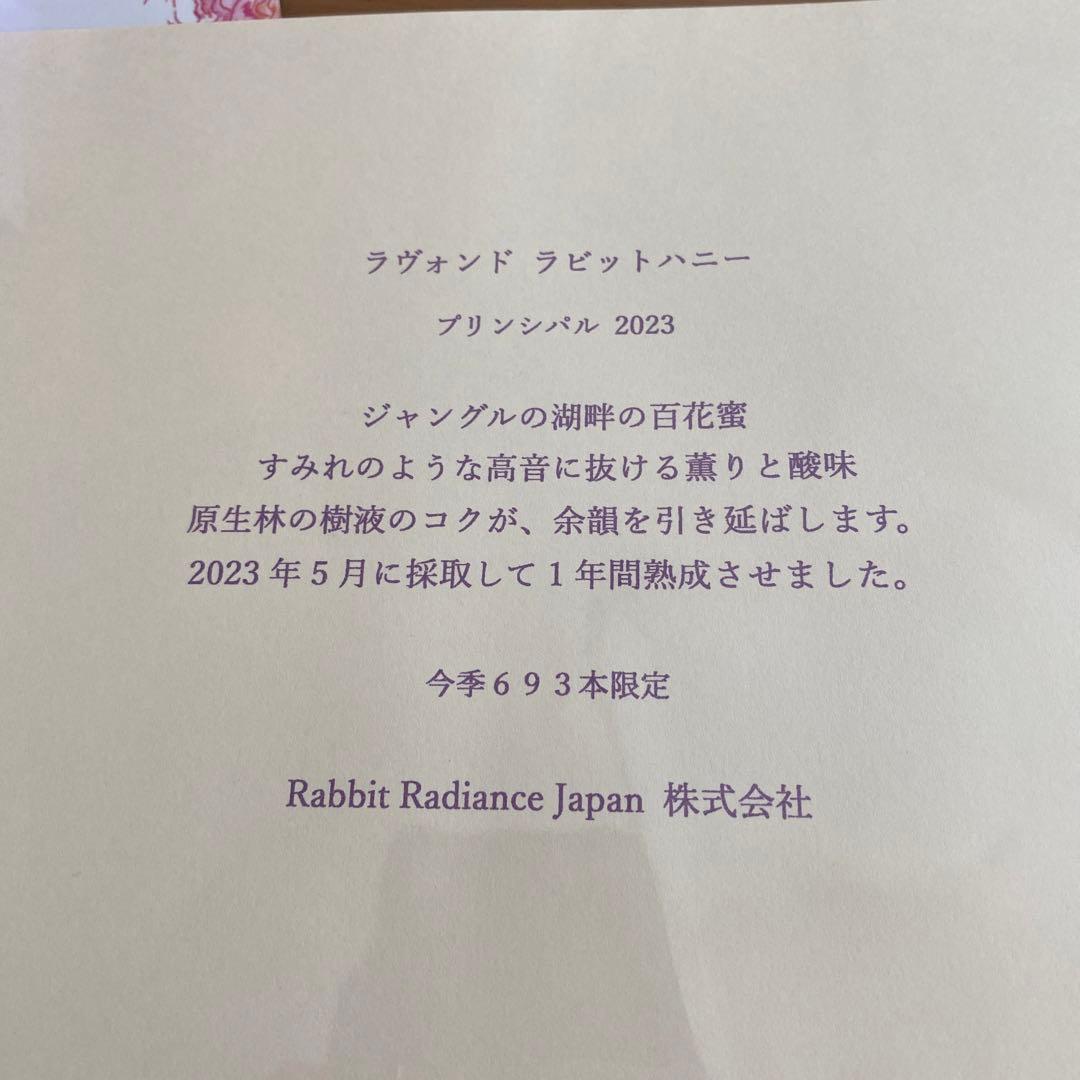 ラヴォンド ラビットハニー
プリンシパル 2023
ジャングルの湖畔の百花蜜
すみれのような高音に抜ける薫りと酸味
原生林の樹液のコクが、余韻を引き延ばします。
2023年5月に採取して1年間熟成させました。
今季６９３本限定
Rabbit Radiance Japan 株式会社